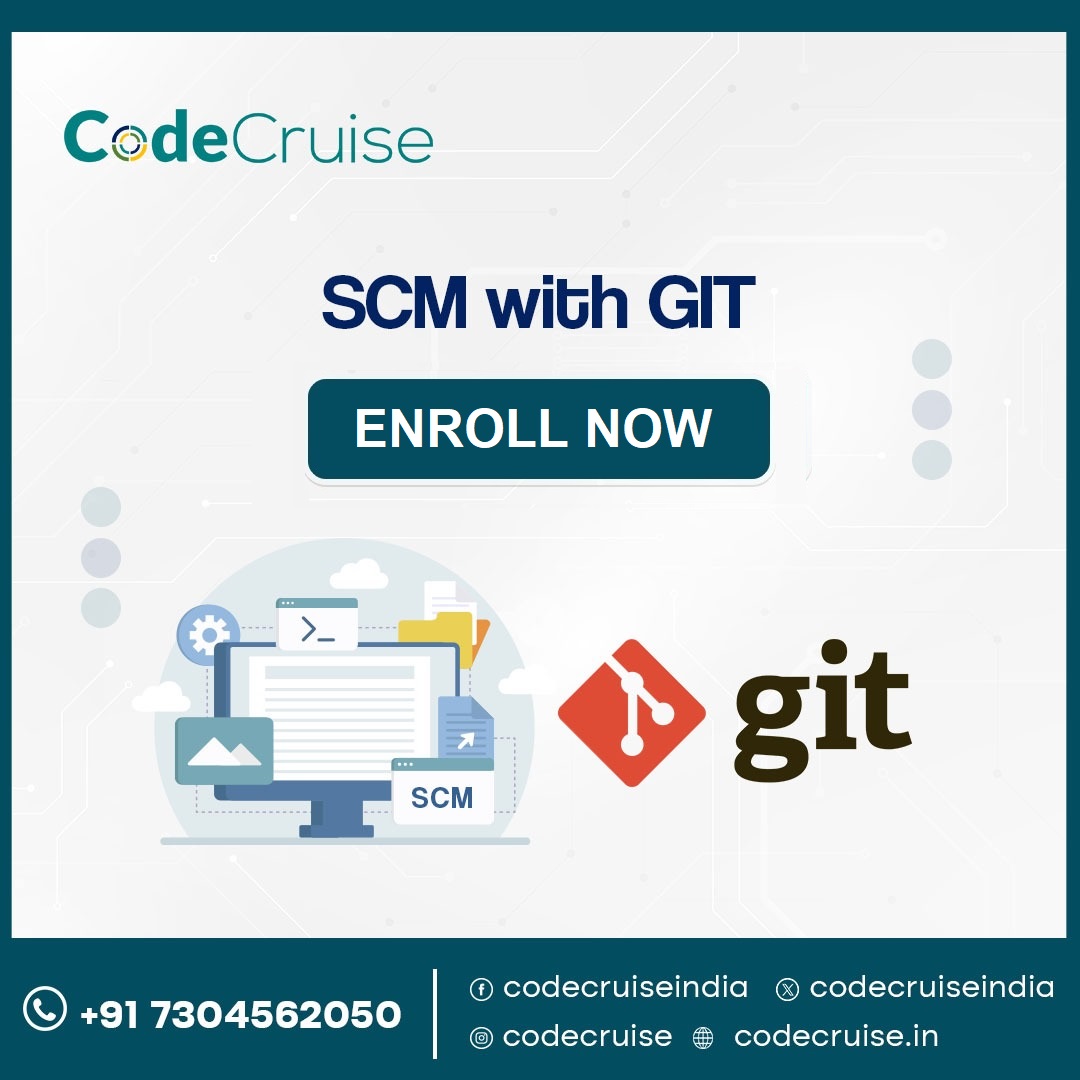 CodeCruise
SCM with GIT
ENROLL NOW
SCM
git
+91 7304562050
codecruiseindia codecruiseindia
codecruise codecruise.in